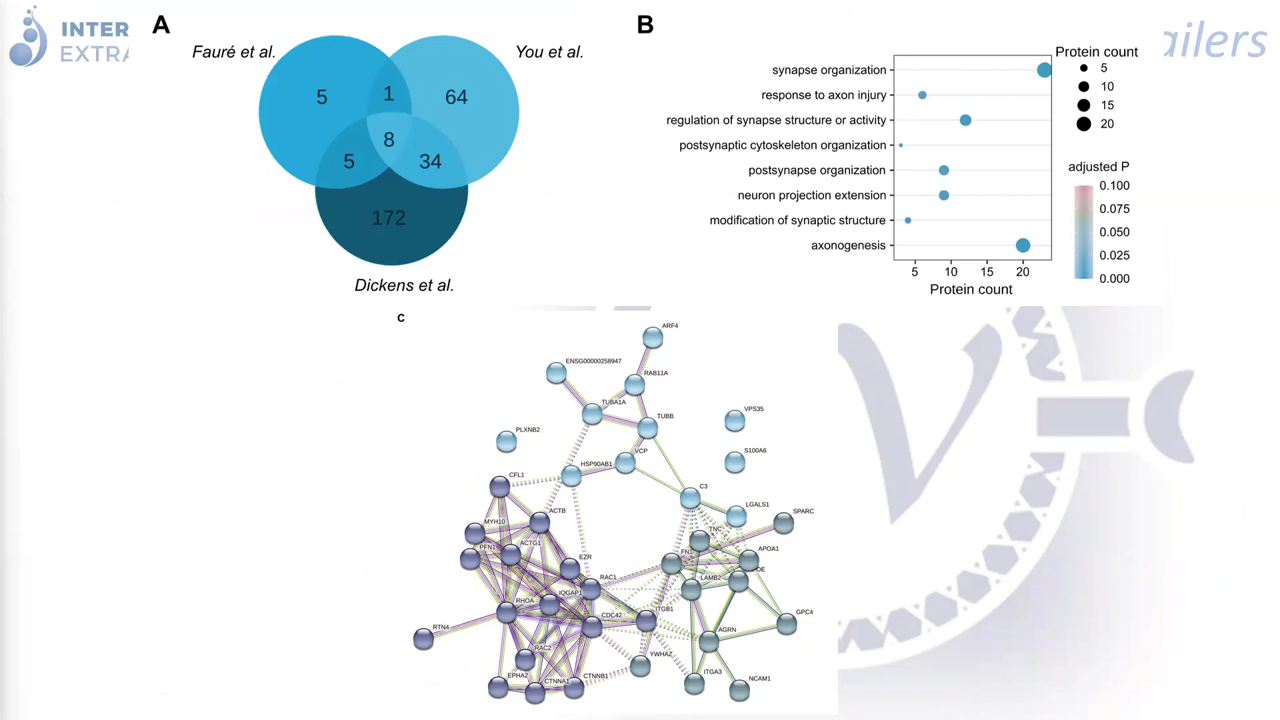 INTER
EXTRA
ailers
A
Fauré et al.
You et al.
5
1
64
8
5
34
172
Dickens et al.
B
synapse organization
response to axon injury
regulation of synapse structure or activity
postsynaptic cytoskeleton organization
postsynapse organization
neuron projection extension
modification of synaptic structure
axonogenesis
5
10
15
20
Protein count
Protein count
5
10
15
20
adjusted P
0.100
0.075
0.050
0.025
0.000
C
ARF4
ENSG00000258947
RAB11A
TUBA1A
TUBB
VPS35
PLXNB2
VCP
S100A6
HSP90AB1
CFL1
C3
LGALS1
ACTB
SPARC
MYH10
TNC
PFN1
ACTG1
FN1
APOA1
EZR
RAC1
LAMB2
IQGAP1
RHOA
ITGB1
GPC4
CDC42
RTN4
AGRN
RAC2
YWHAZ
EPHA2
CTNNA1
CTNNB1
ITGA3
NCAM1